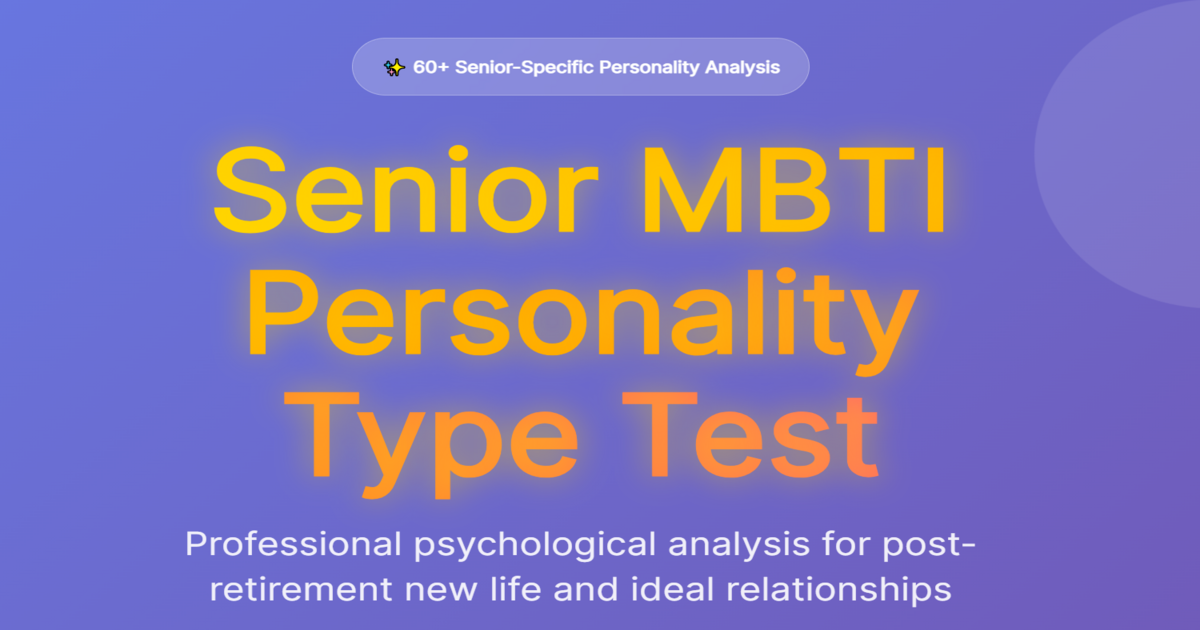 ✨ 60+ Senior-Specific Personality Analysis
Senior MBTI
Personality
Type Test
Professional psychological analysis for post-
retirement new life and ideal relationships